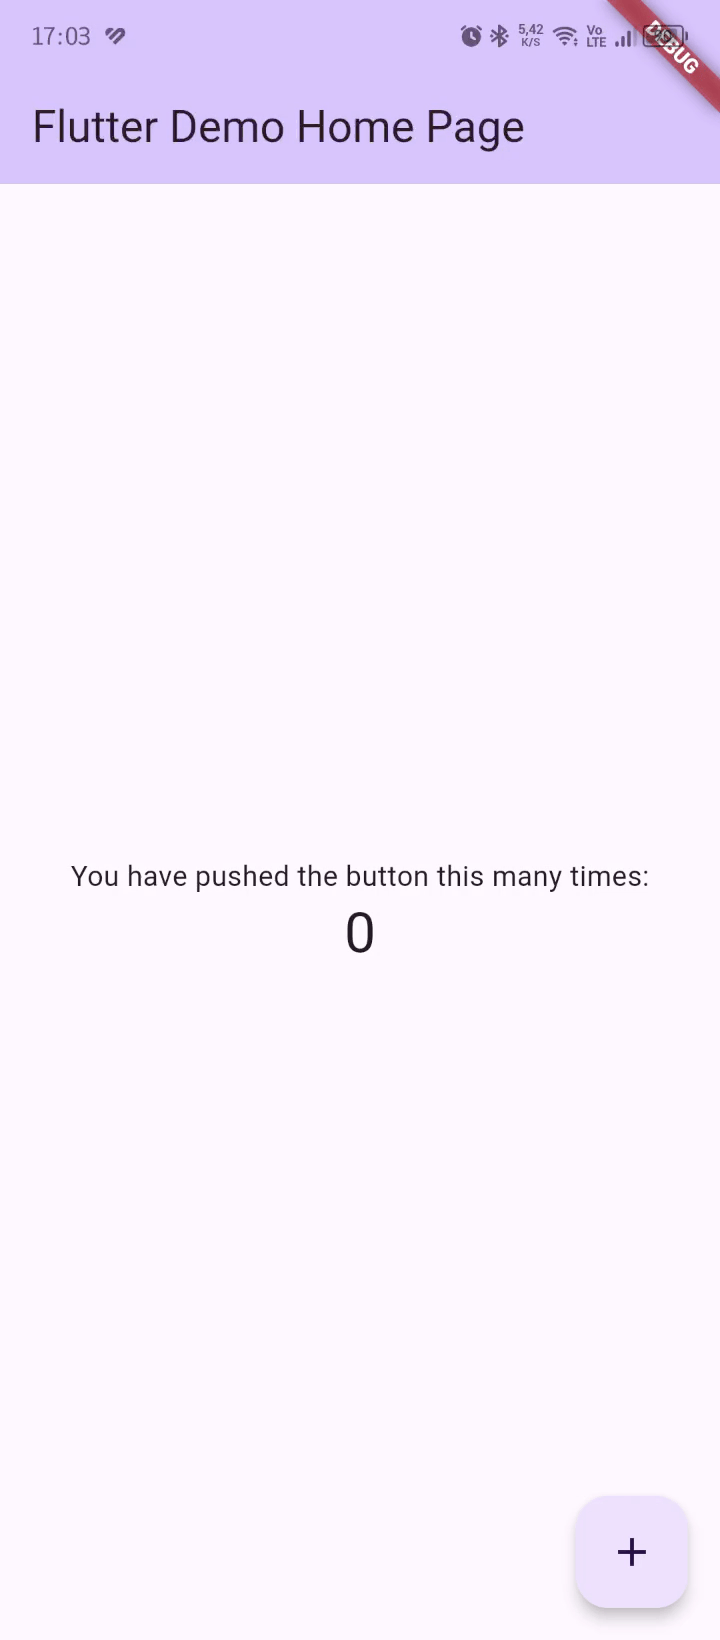 17:03
5,42
K/S
Vo
LTE
DEBUG
Flutter Demo Home Page
You have pushed the button this many times:
0